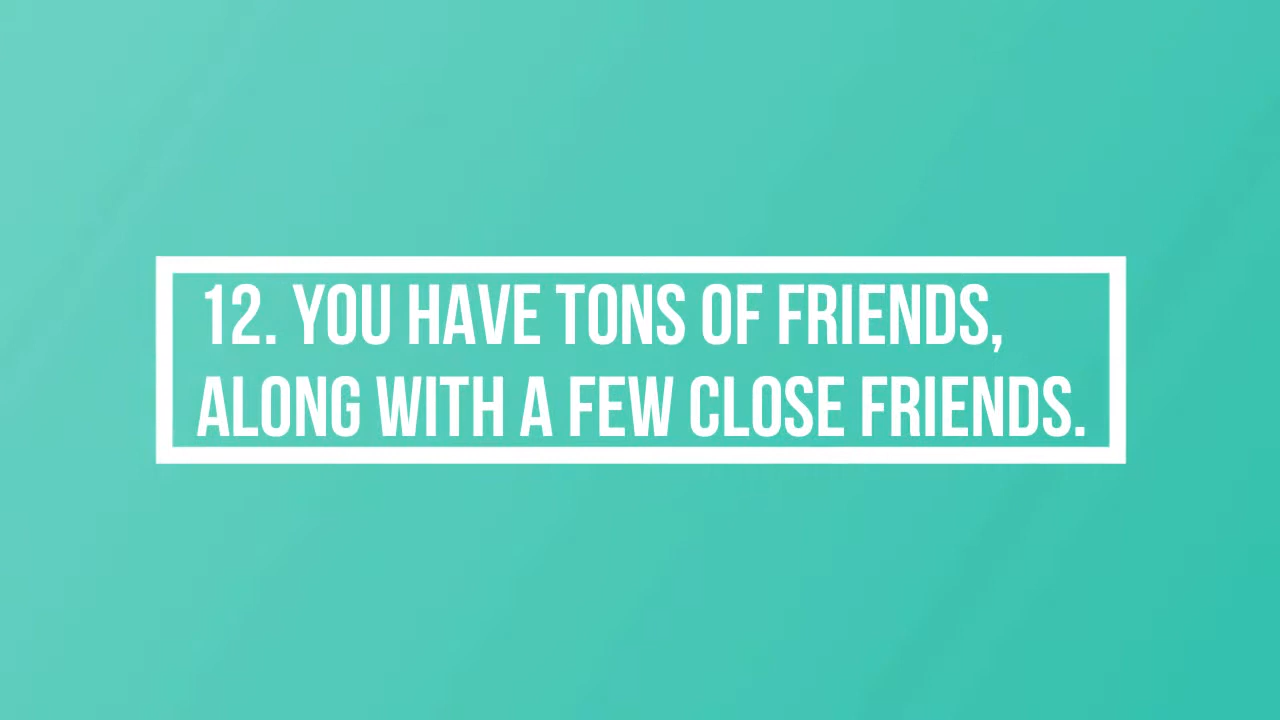 12. YOU HAVE TONS OF FRIENDS,
ALONG WITH A FEW CLOSE FRIENDS.